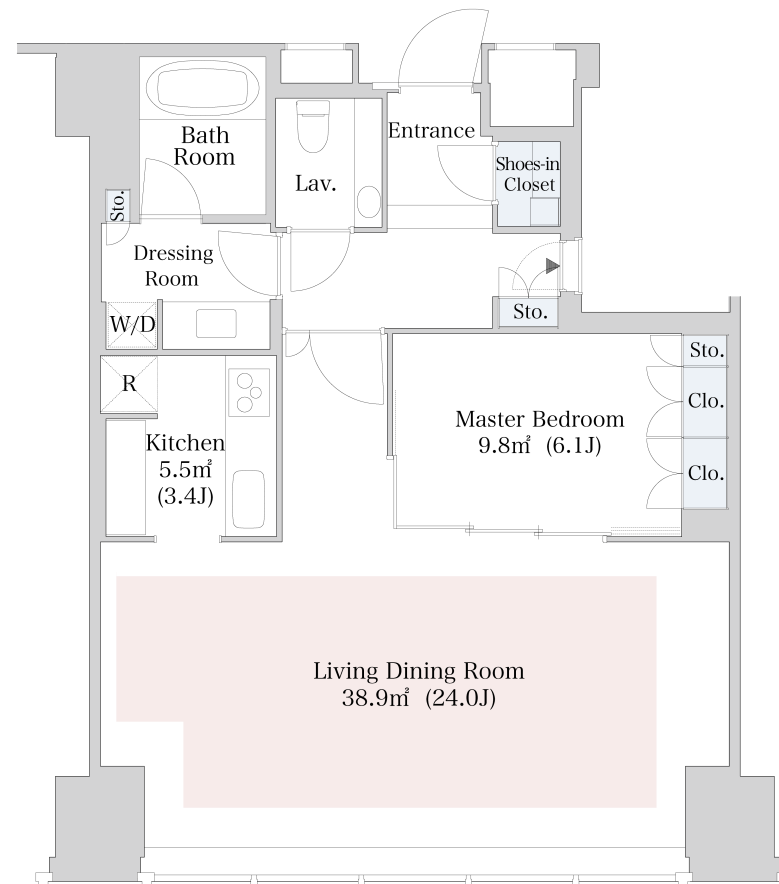 Bath
Room
Entrance
Lav.
Shoes-in
Closet
Sto.
Dressing
Room
W/D
Sto.
Sto.
R
Clo.
Master Bedroom
9.8㎡ (6.1J)
Kitchen
5.5㎡
(3.4J)
Clo.
Living Dining Room
38.9㎡ (24.0J)